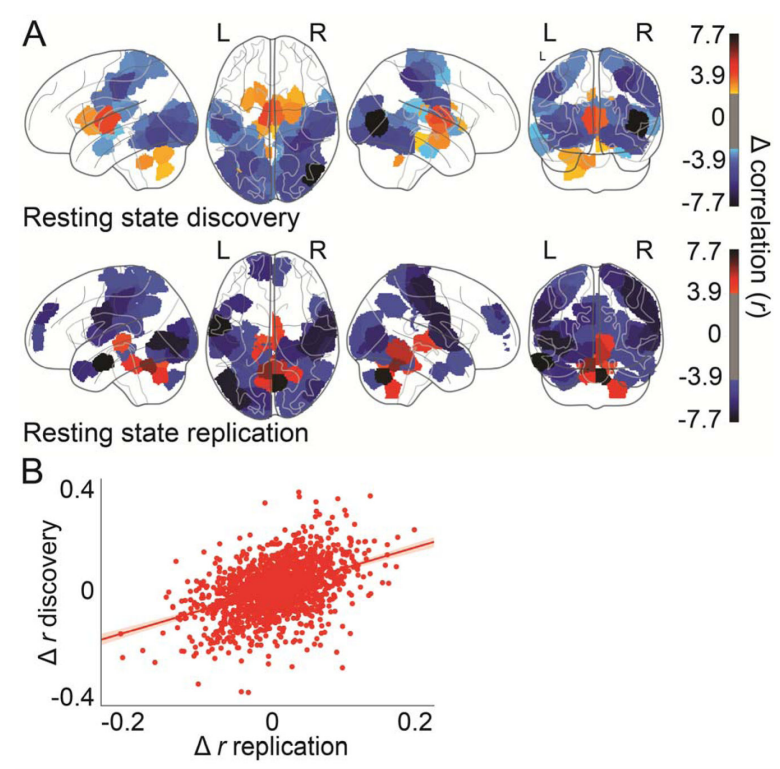 A
L R L R
L
7.7
3.9
0
-3.9
-7.7
Δ correlation (r)
Resting state discovery
L R L R
7.7
3.9
0
-3.9
-7.7
Resting state replication
B
0.4
0
-0.4
Δ r discovery
-0.2 0 0.2
Δ r replication